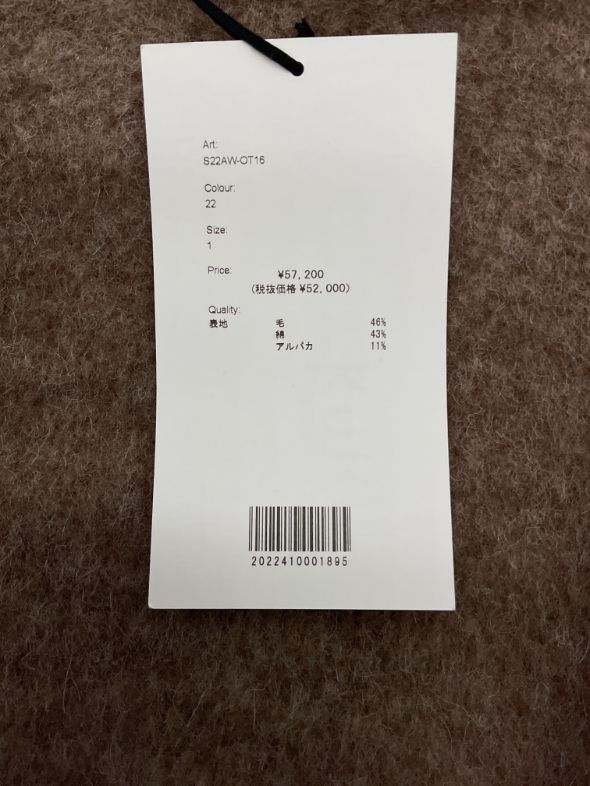 Art:
S22AW-OT16
Colour:
22
Size:
1
Price: ¥57,200
(税抜価格 ¥52,000)
Quality:
表地 毛 46%
綿 43%
アルパカ 11%
2022410001895